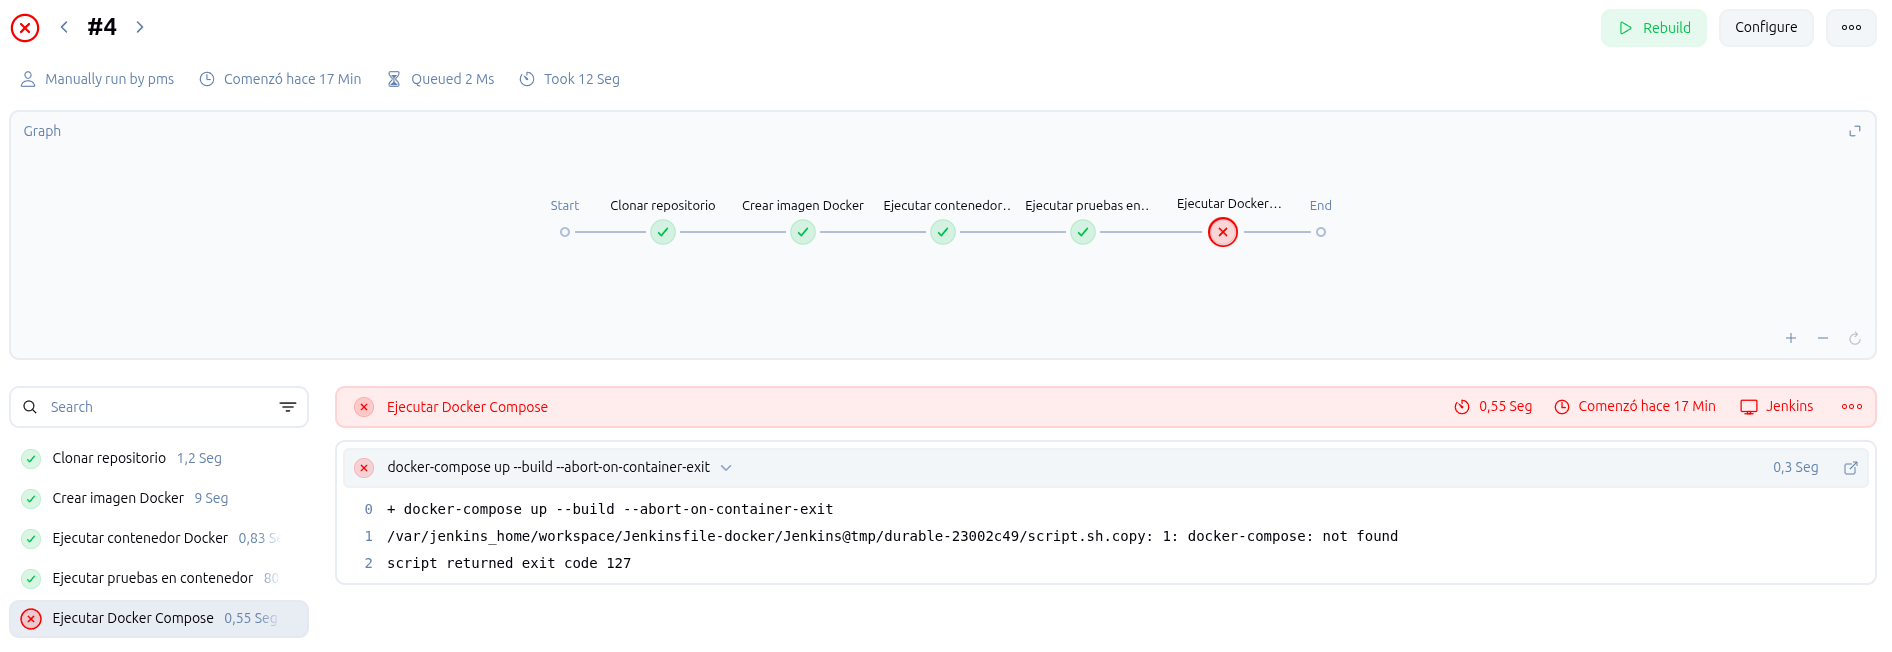 #4
Rebuild
Configure
Manually run by pms
Comenzó hace 17 Min
Queued 2 Ms
Took 12 Seg
Graph
Start
Clonar repositorio
Crear imagen Docker
Ejecutar contenedor..
Ejecutar pruebas en..
Ejecutar Docker...
End
Search
Clonar repositorio 1,2 Seg
Crear imagen Docker 9 Seg
Ejecutar contenedor Docker 0,83 Se
Ejecutar pruebas en contenedor 80
Ejecutar Docker Compose 0,55 Seg
Ejecutar Docker Compose
0,55 Seg
Comenzó hace 17 Min
Jenkins
docker-compose up --build --abort-on-container-exit
0,3 Seg
0 + docker-compose up --build --abort-on-container-exit
1 /var/jenkins_home/workspace/Jenkinsfile-docker/Jenkins@tmp/durable-23002c49/script.sh.copy: 1: docker-compose: not found
2 script returned exit code 127